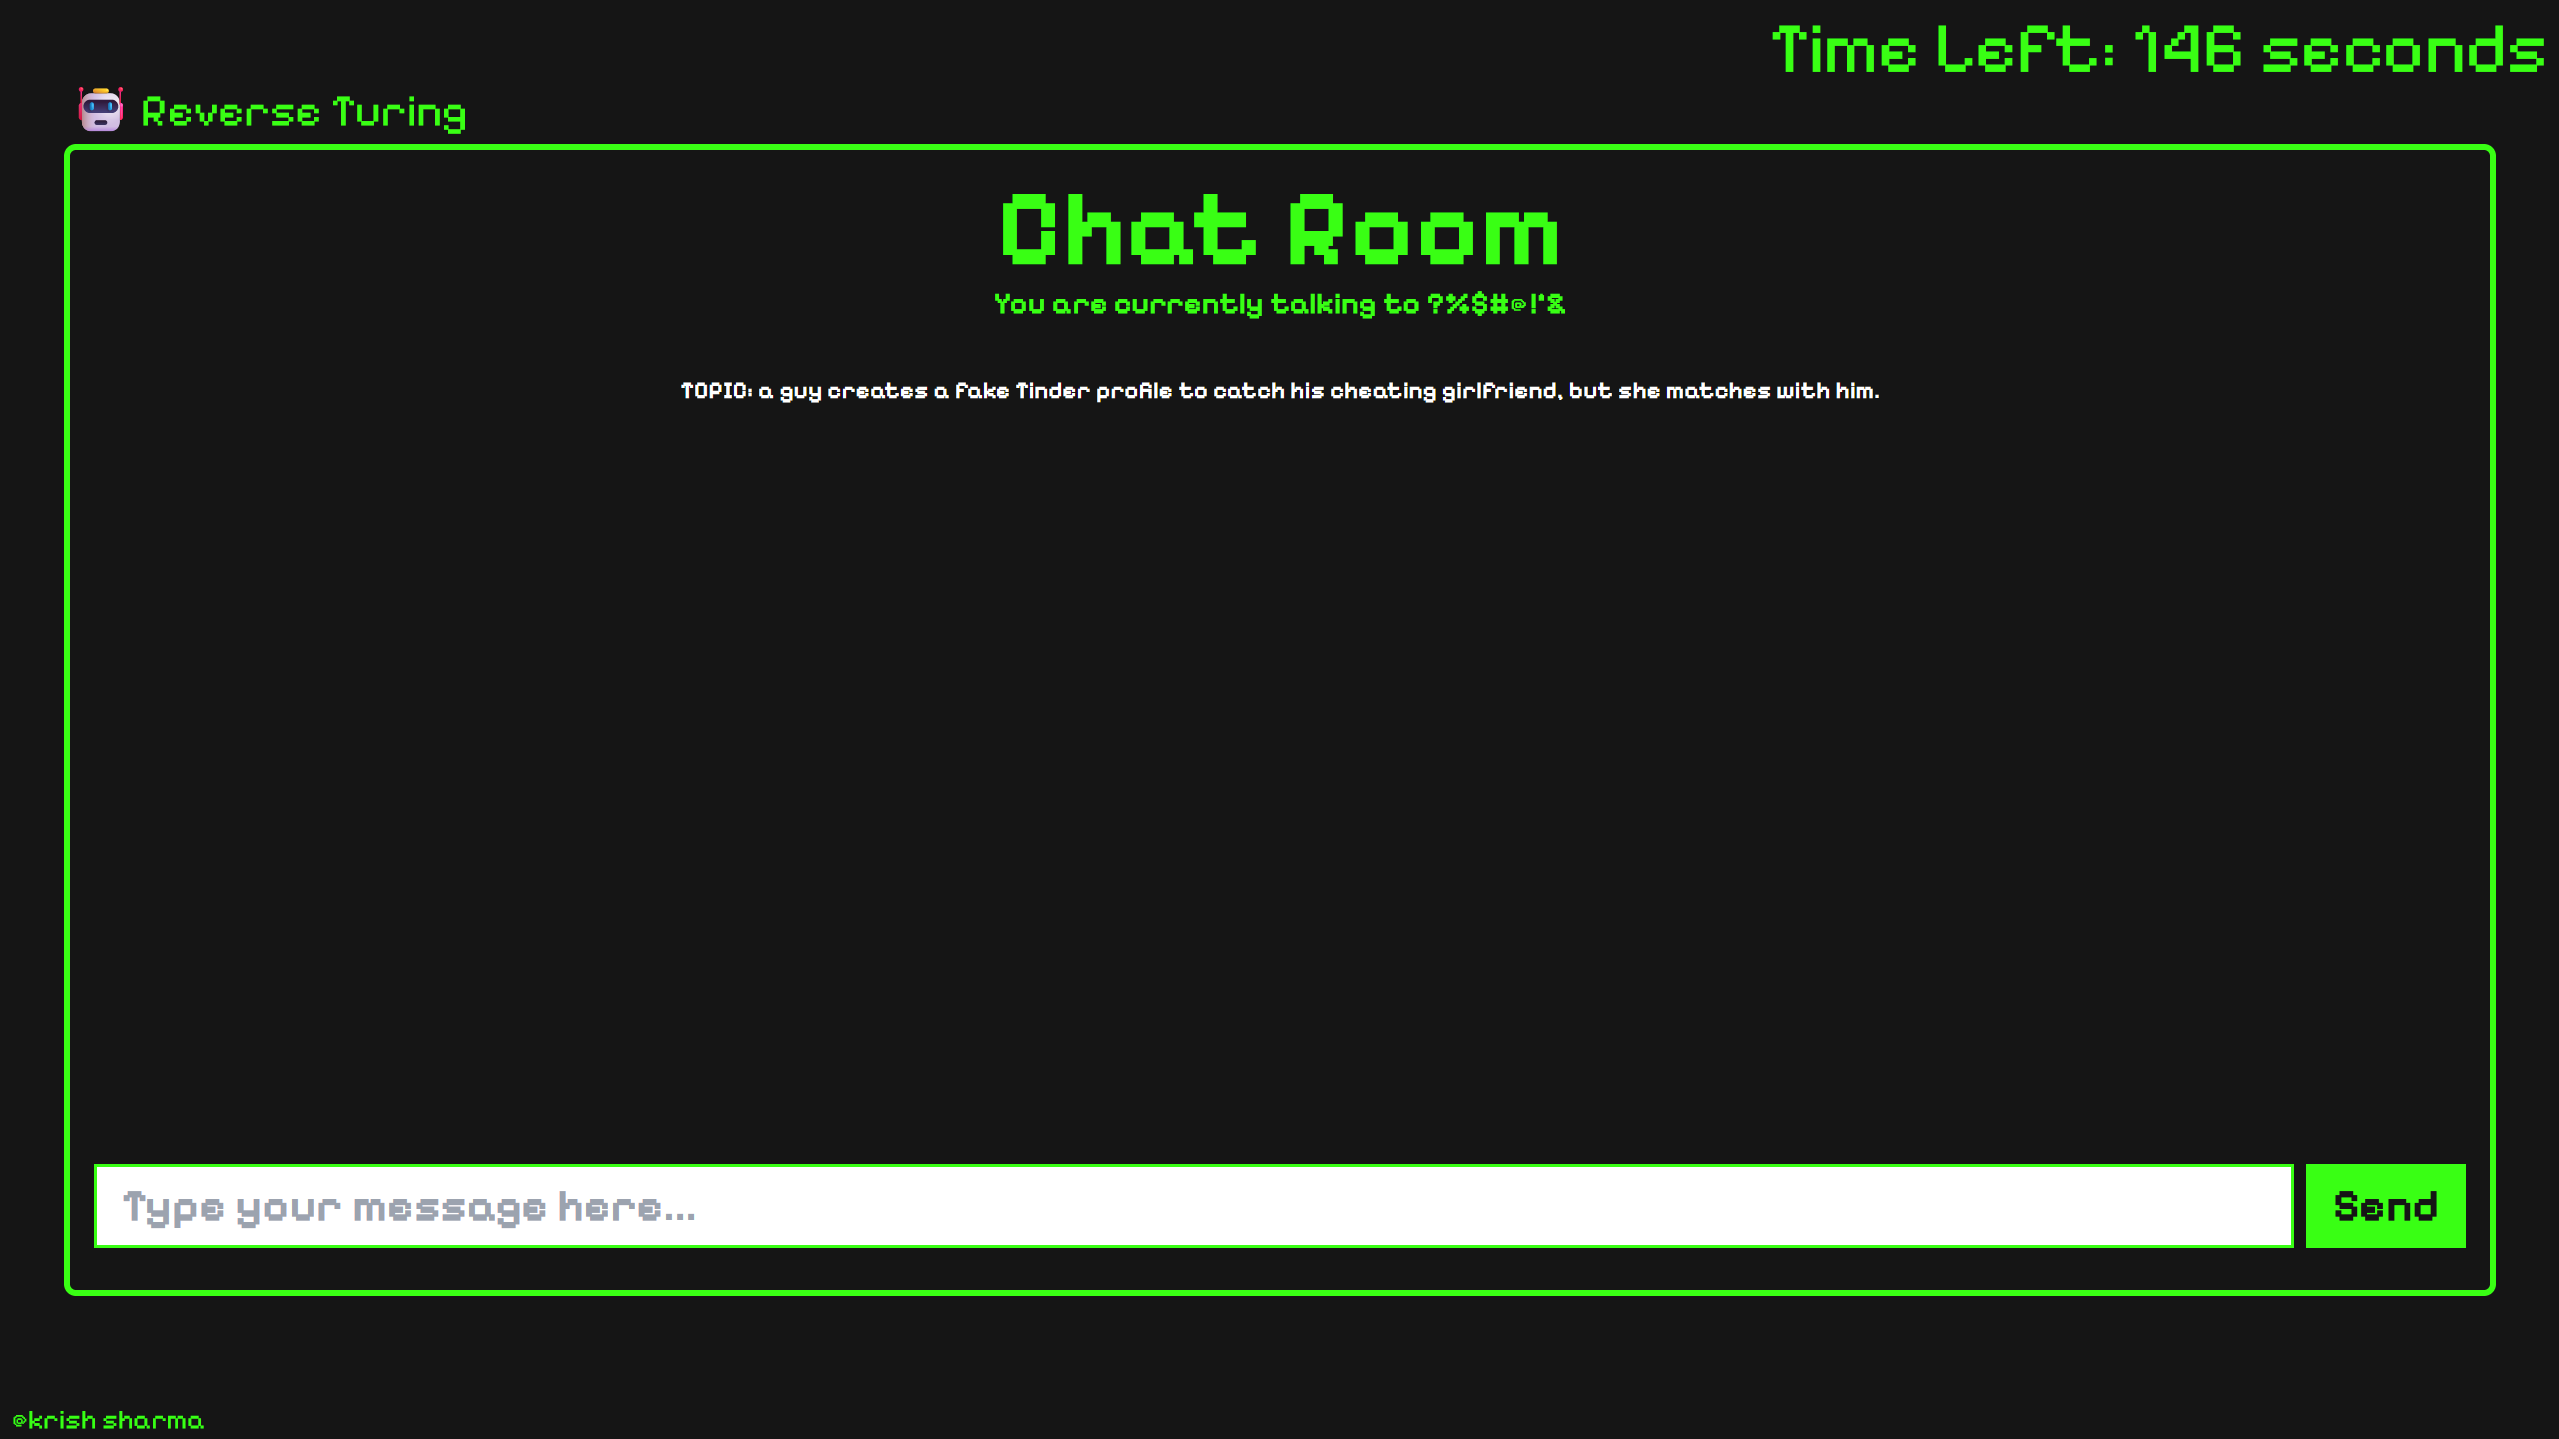 Time Left: 146 seconds
Reverse Turing
Chat Room
You are currently talking to ?%$#@!*&
TOPIC: a guy creates a fake Tinder profile to catch his cheating girlfriend, but she matches with him.
Type your message here...
Send
@krish sharma